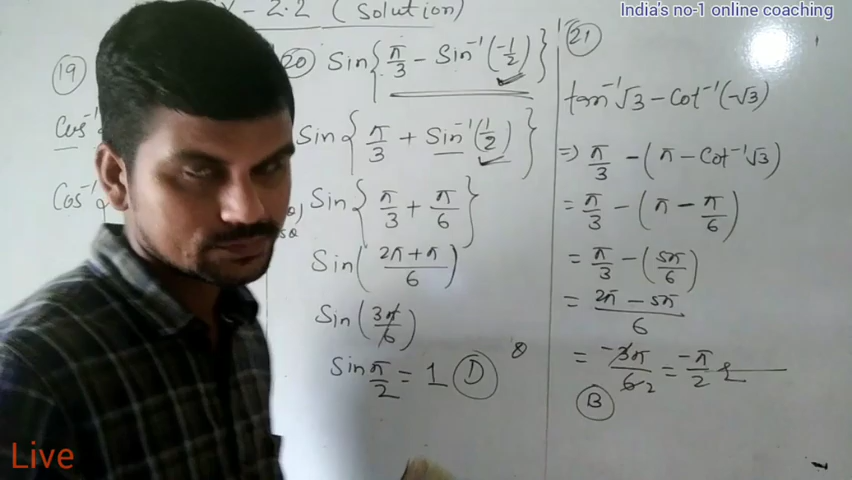 X - 2.2 (Solution)
India's no-1 online coaching
19
Cos⁻¹
Cos⁻¹
20 Sin{π/3 - Sin⁻¹(-1/2)}
Sin{π/3 + Sin⁻¹(1/2)}
Sin{π/3 + π/6}
Sin(2π+π/6)
Sin(3π/6)
Sin π/2 = 1 D
21
tan⁻¹√3 - Cot⁻¹(-√3)
=> π/3 - (π - Cot⁻¹√3)
= π/3 - (π - π/6)
= π/3 - (5π/6)
= 2π - 5π/6
= -3π/6 2 = -π/2
B
Live